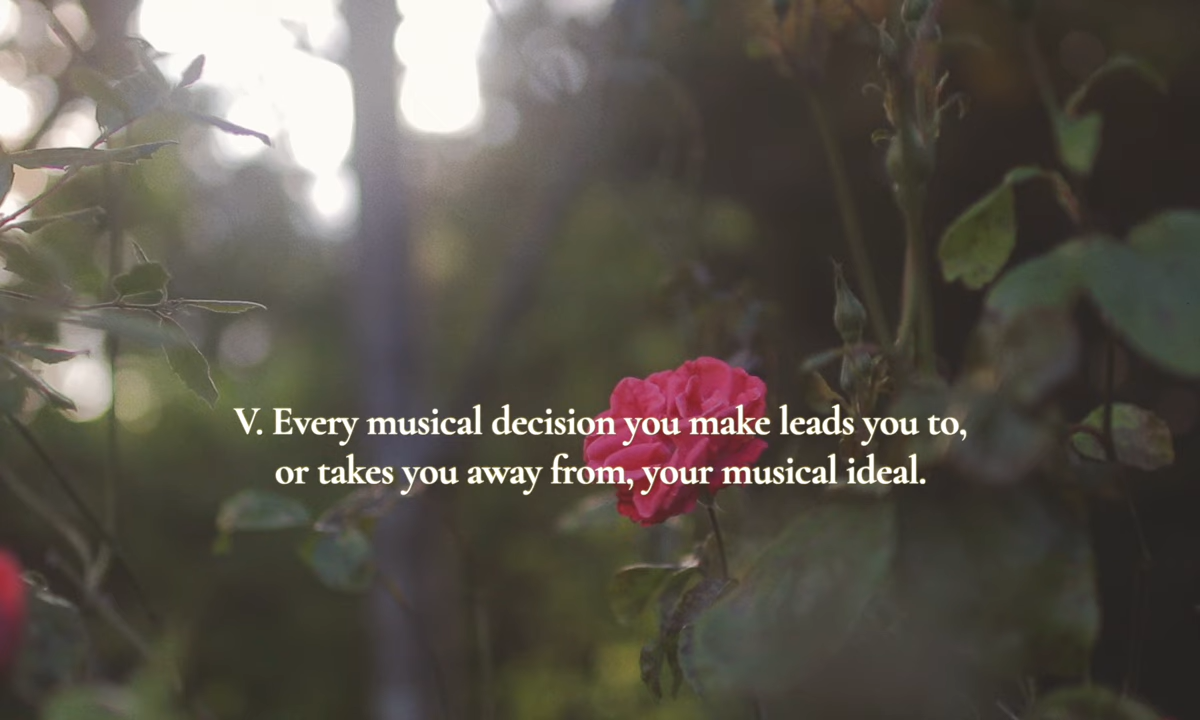 V. Every musical decision you make leads you to,
or takes you away from, your musical ideal.